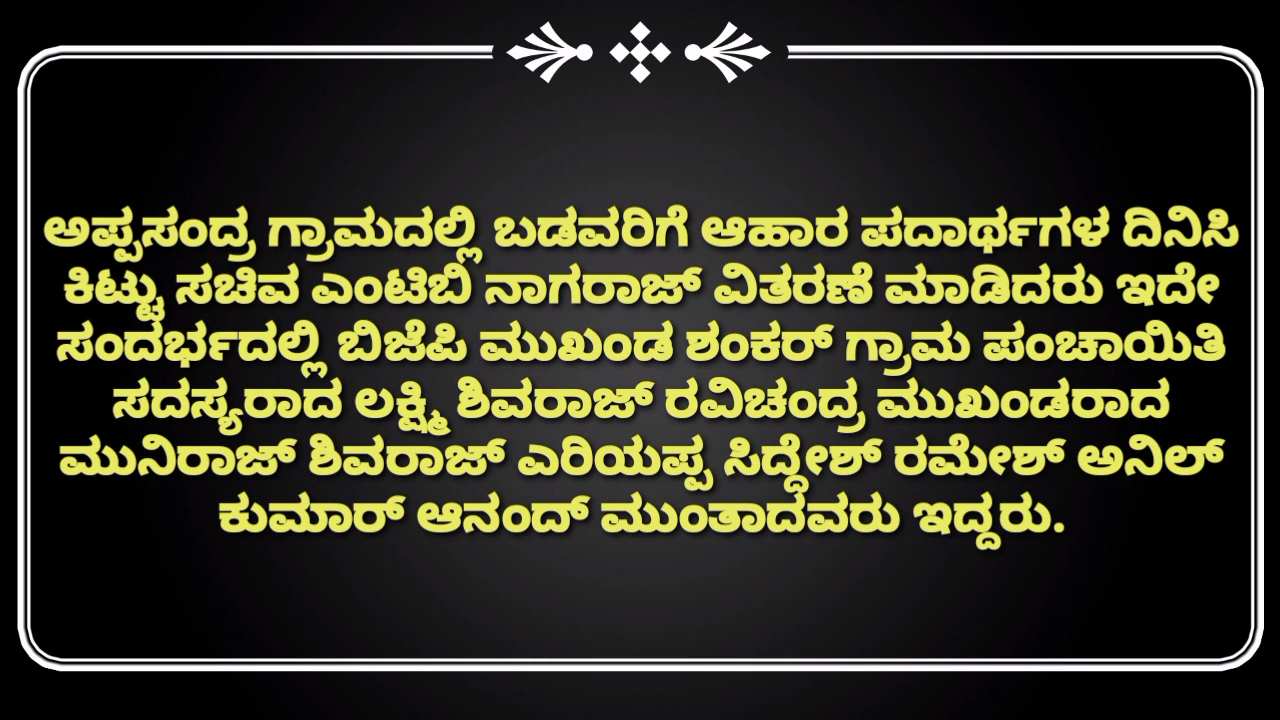 ಅಪ್ಪಸಂದ್ರ ಗ್ರಾಮದಲ್ಲಿ ಬಡವರಿಗೆ ಆಹಾರ ಪದಾರ್ಥಗಳ ದಿನಿಸಿ
ಕಿಟ್ಟು ಸಚಿವ ಎಂಟಿಬಿ ನಾಗರಾಜ್ ವಿತರಣೆ ಮಾಡಿದರು ಇದೇ
ಸಂದರ್ಭದಲ್ಲಿ ಬಿಜೆಪಿ ಮುಖಂಡ ಶಂಕರ್ ಗ್ರಾಮ ಪಂಚಾಯಿತಿ
ಸದಸ್ಯರಾದ ಲಕ್ಷ್ಮಿ ಶಿವರಾಜ್ ರವಿಚಂದ್ರ ಮುಖಂಡರಾದ
ಮುನಿರಾಜ್ ಶಿವರಾಜ್ ಎರಿಯಪ್ಪ ಸಿದ್ದೇಶ್ ರಮೇಶ್ ಅನಿಲ್
ಕುಮಾರ್ ಆನಂದ್ ಮುಂತಾದವರು ಇದ್ದರು.